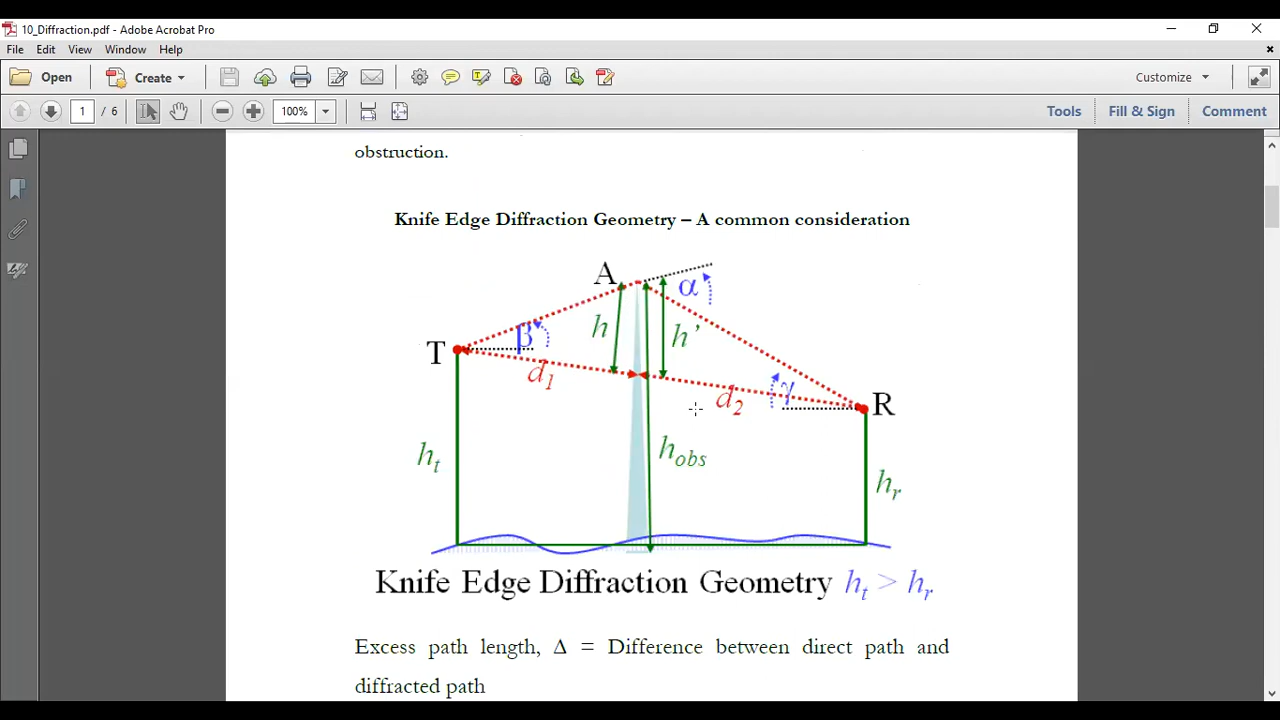 10_Diffraction.pdf - Adobe Acrobat Pro
File Edit View Window Help
Open Create Customize
1 / 6 100% Tools Fill & Sign Comment
obstruction.
Knife Edge Diffraction Geometry – A common consideration
A α
h h’
β
T
d1
γ
d2 R
ht hobs
hr
Knife Edge Diffraction Geometry ht > hr
Excess path length, Δ = Difference between direct path and
diffracted path